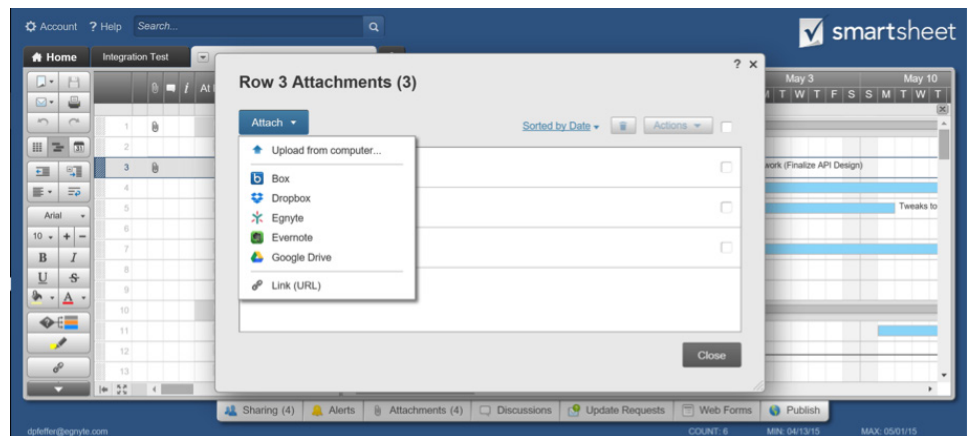 Account ? Help Search...
smartsheet
Home Integration Test
? x
Row 3 Attachments (3)
May 3 May 10
T W T F S S M T W T
Attach Sorted by Date Actions
Upload from computer...
Box
Dropbox
Egnyte
Evernote
Google Drive
Link (URL)
work (Finalize API Design)
Tweaks to
1
2
3
4
5
6
7
8
9
10
11
12
13
31
Arial
10 + -
B I
U S
A
Close
Sharing (4) Alerts Attachments (4) Discussions Update Requests Web Forms Publish
dpfeffer@egnyte.com COUNT: 6 MIN: 04/13/15 MAX: 05/01/15